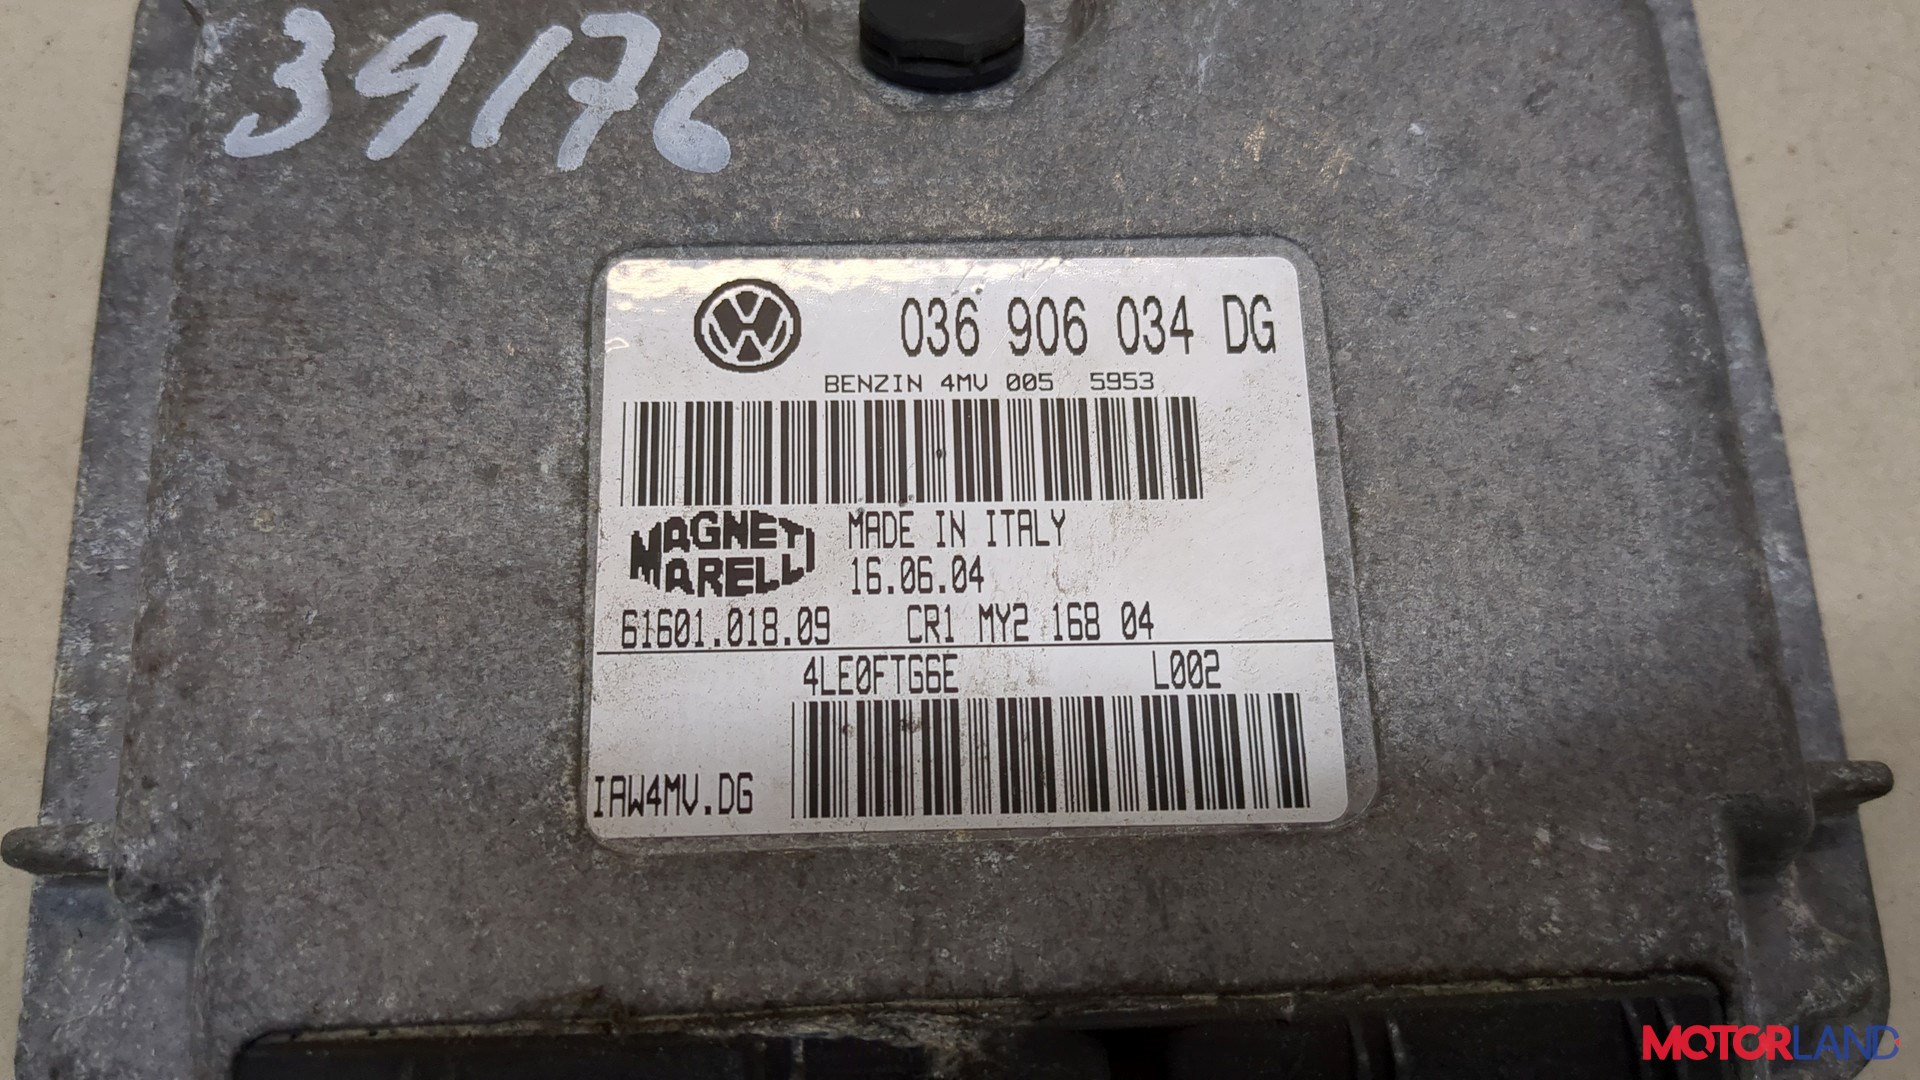 39176
036 906 034 DG
BENZIN 4MV 005 5953
MAGNETI MARELLI
MADE IN ITALY
16.06.04
61601.018.09 CR1 MY2 168 04
4LE0FTG6E L002
IAW4MV.DG
MOTORLAND